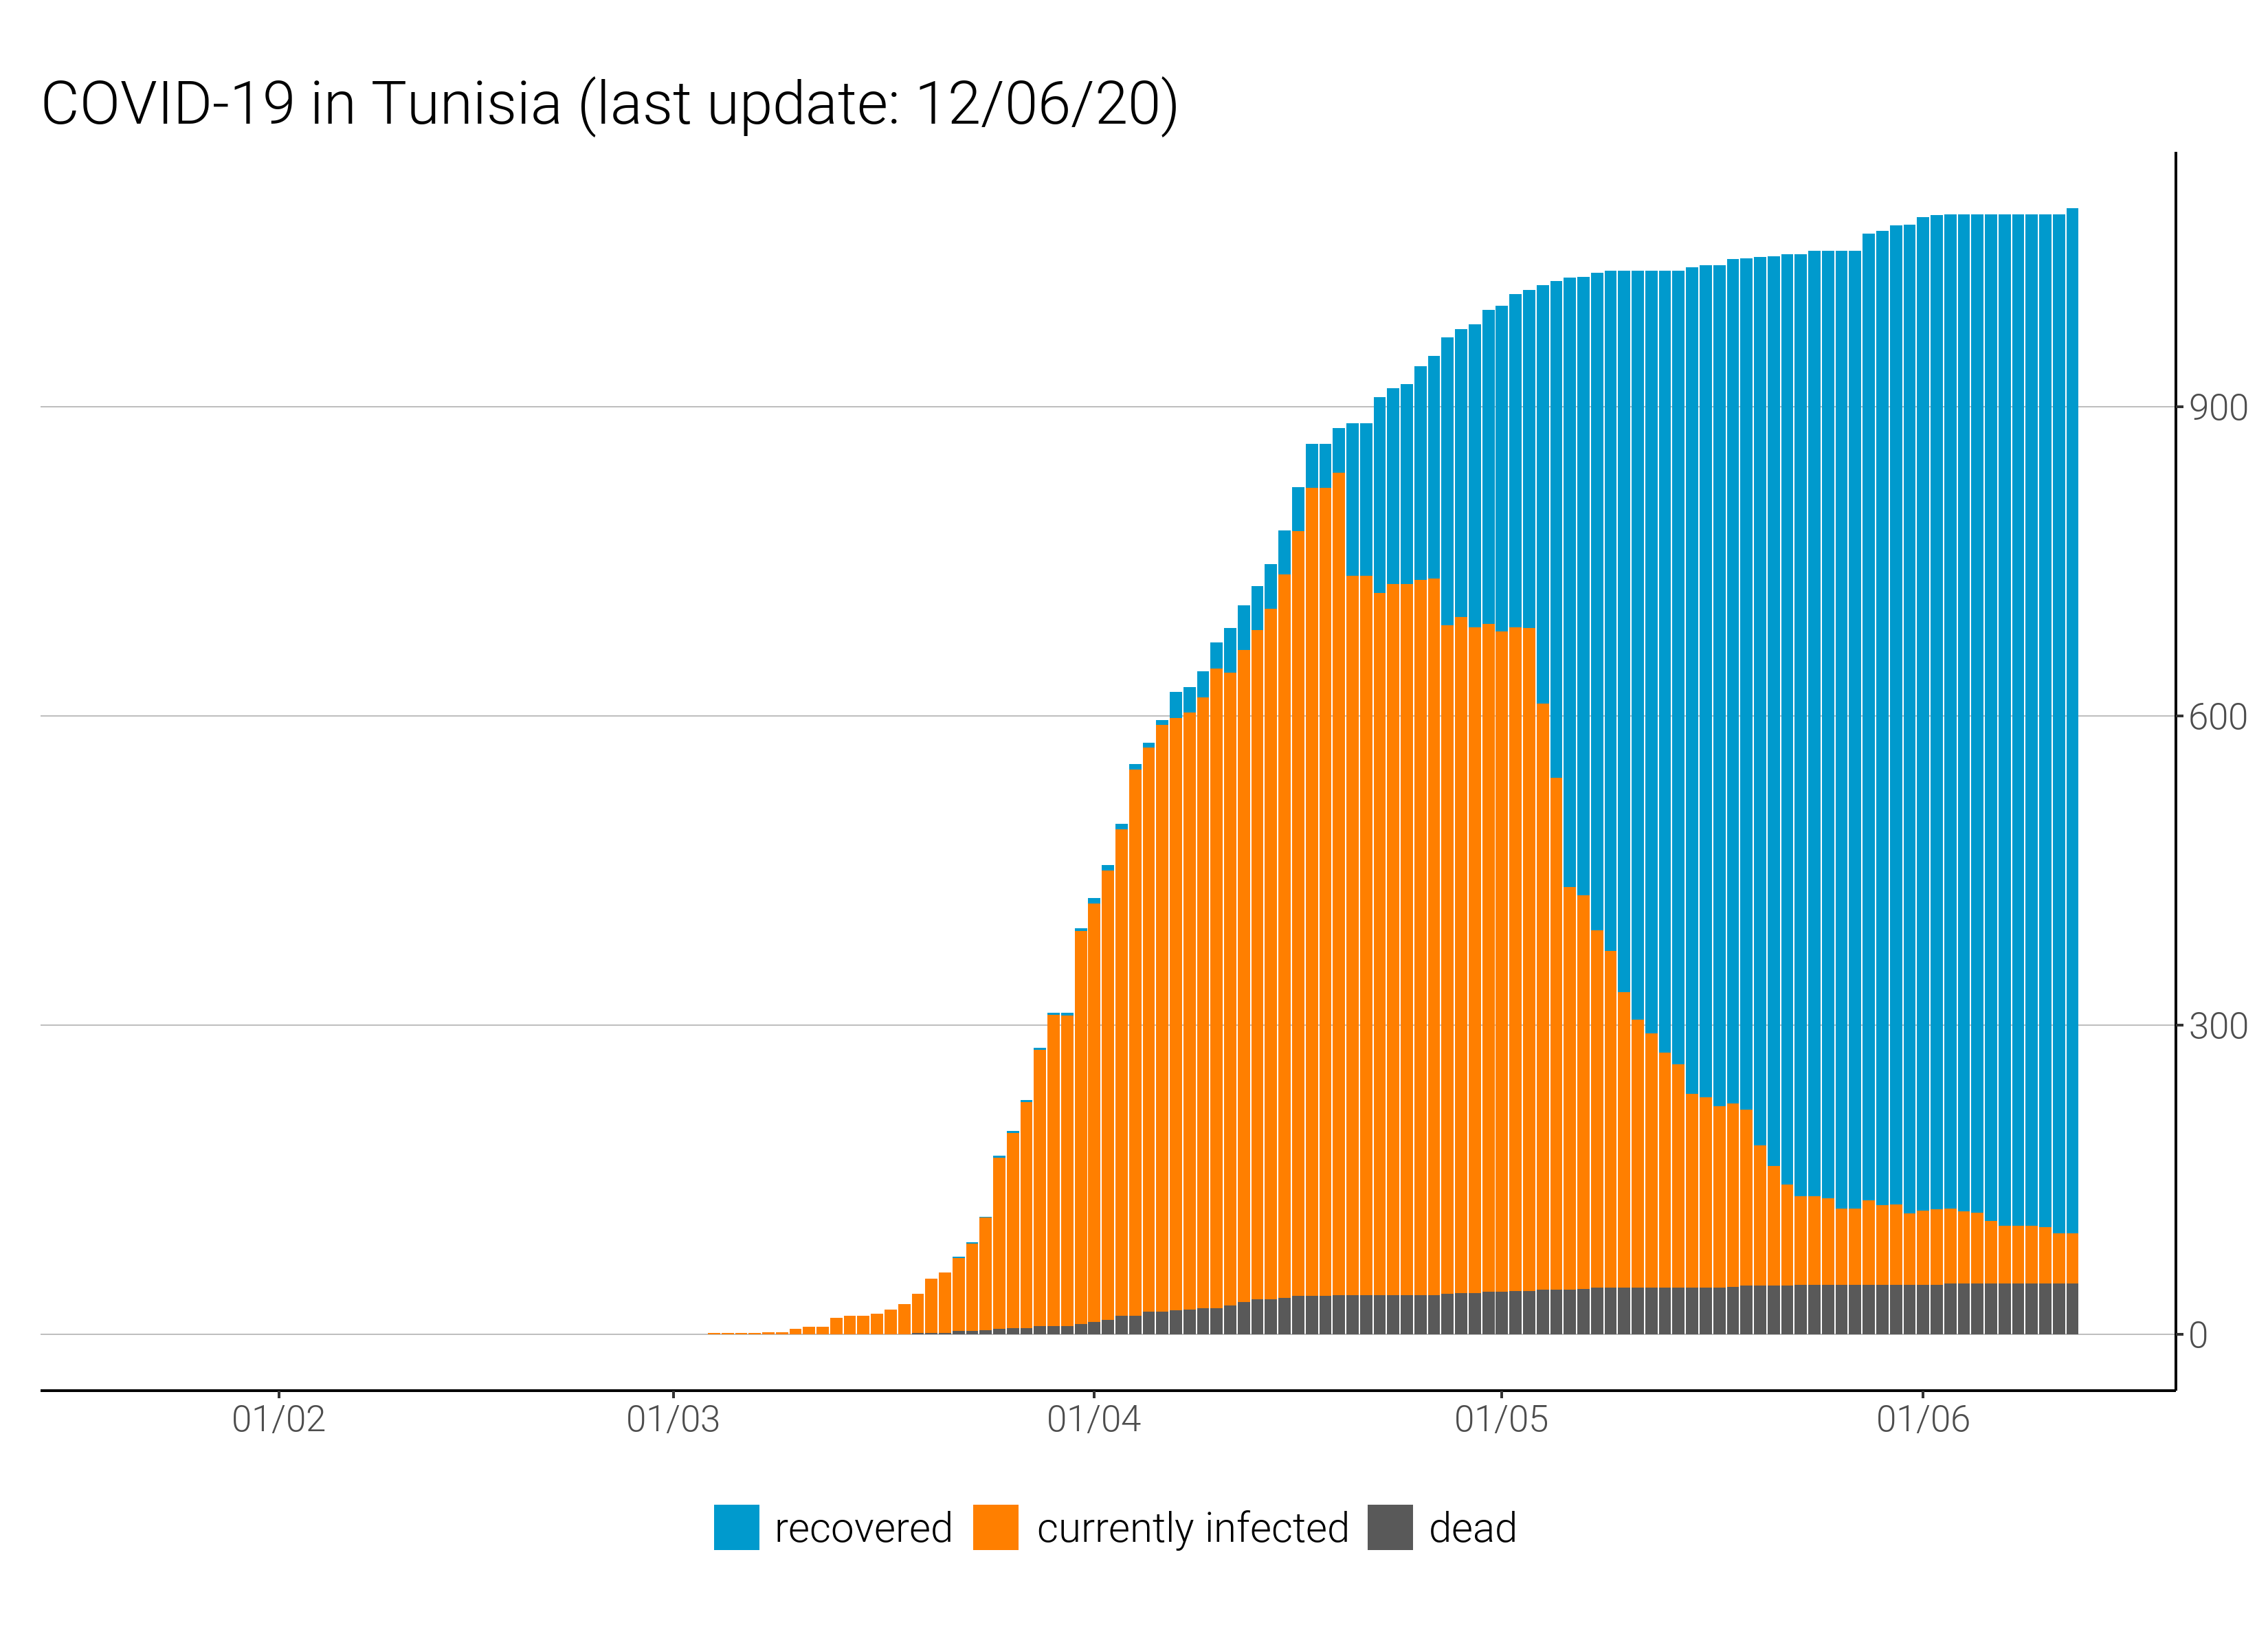 COVID-19 in Tunisia (last update: 12/06/20)
900
600
300
0
01/02 01/03 01/04 01/05 01/06
recovered currently infected dead